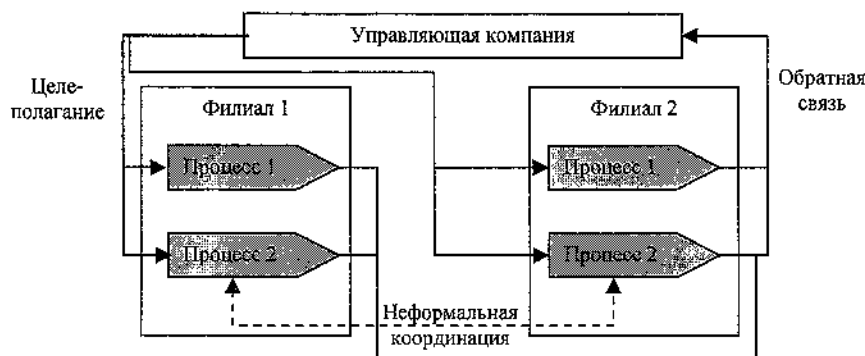 Управляющая компания
Целе-
полагание
Обратная
связь
Филиал 1
Филиал 2
Процесс 1
Процесс 1
Процесс 2
Процесс 2
Неформальная
координация